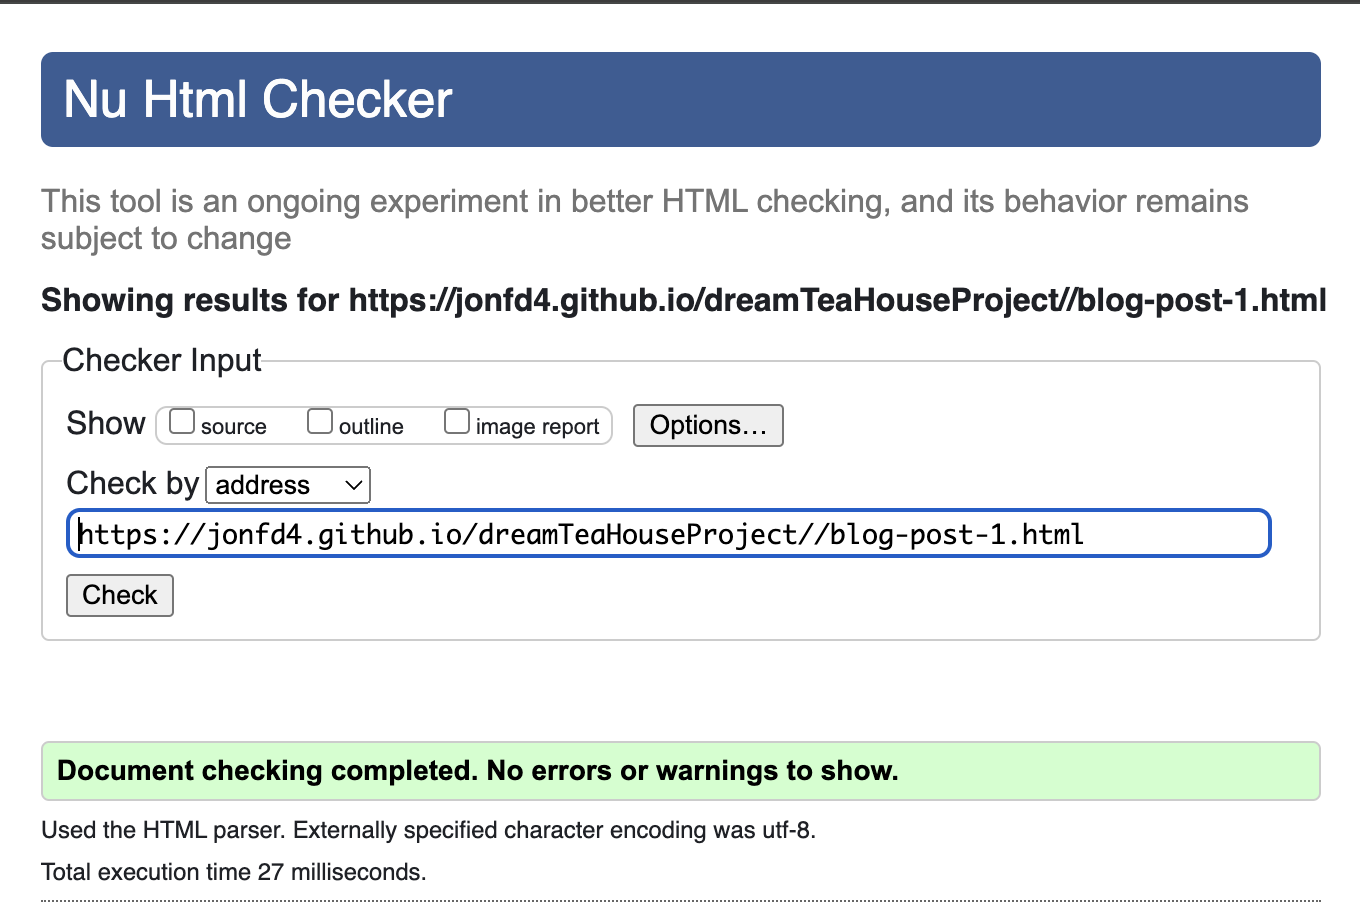 Nu Html Checker
This tool is an ongoing experiment in better HTML checking, and its behavior remains
subject to change
Showing results for https://jonfd4.github.io/dreamTeaHouseProject//blog-post-1.html
Checker Input
Show source outline image report Options…
Check by address
https://jonfd4.github.io/dreamTeaHouseProject//blog-post-1.html
Check
Document checking completed. No errors or warnings to show.
Used the HTML parser. Externally specified character encoding was utf-8.
Total execution time 27 milliseconds.